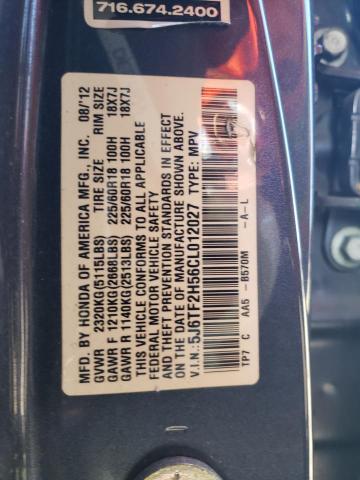 716.674.2400
MFD. BY HONDA OF AMERICA MFG., INC. 08/'12
GVWR 2320KG(5115LBS) TIRE SIZE RIM SIZE
GAWR F 1210KG(2668LBS) 225/60R18 100H 18X7J
GAWR R 1140KG(2513LBS) 225/60R18 100H 18X7J
THIS VEHICLE CONFORMS TO ALL APPLICABLE
FEDERAL MOTOR VEHICLE SAFETY
AND THEFT PREVENTION STANDARDS IN EFFECT
ON THE DATE OF MANUFACTURE SHOWN ABOVE.
V.I.N.: 5J6TF2H56CL012027 TYPE: MPV
TP7 C AA5 - B570M -A-L